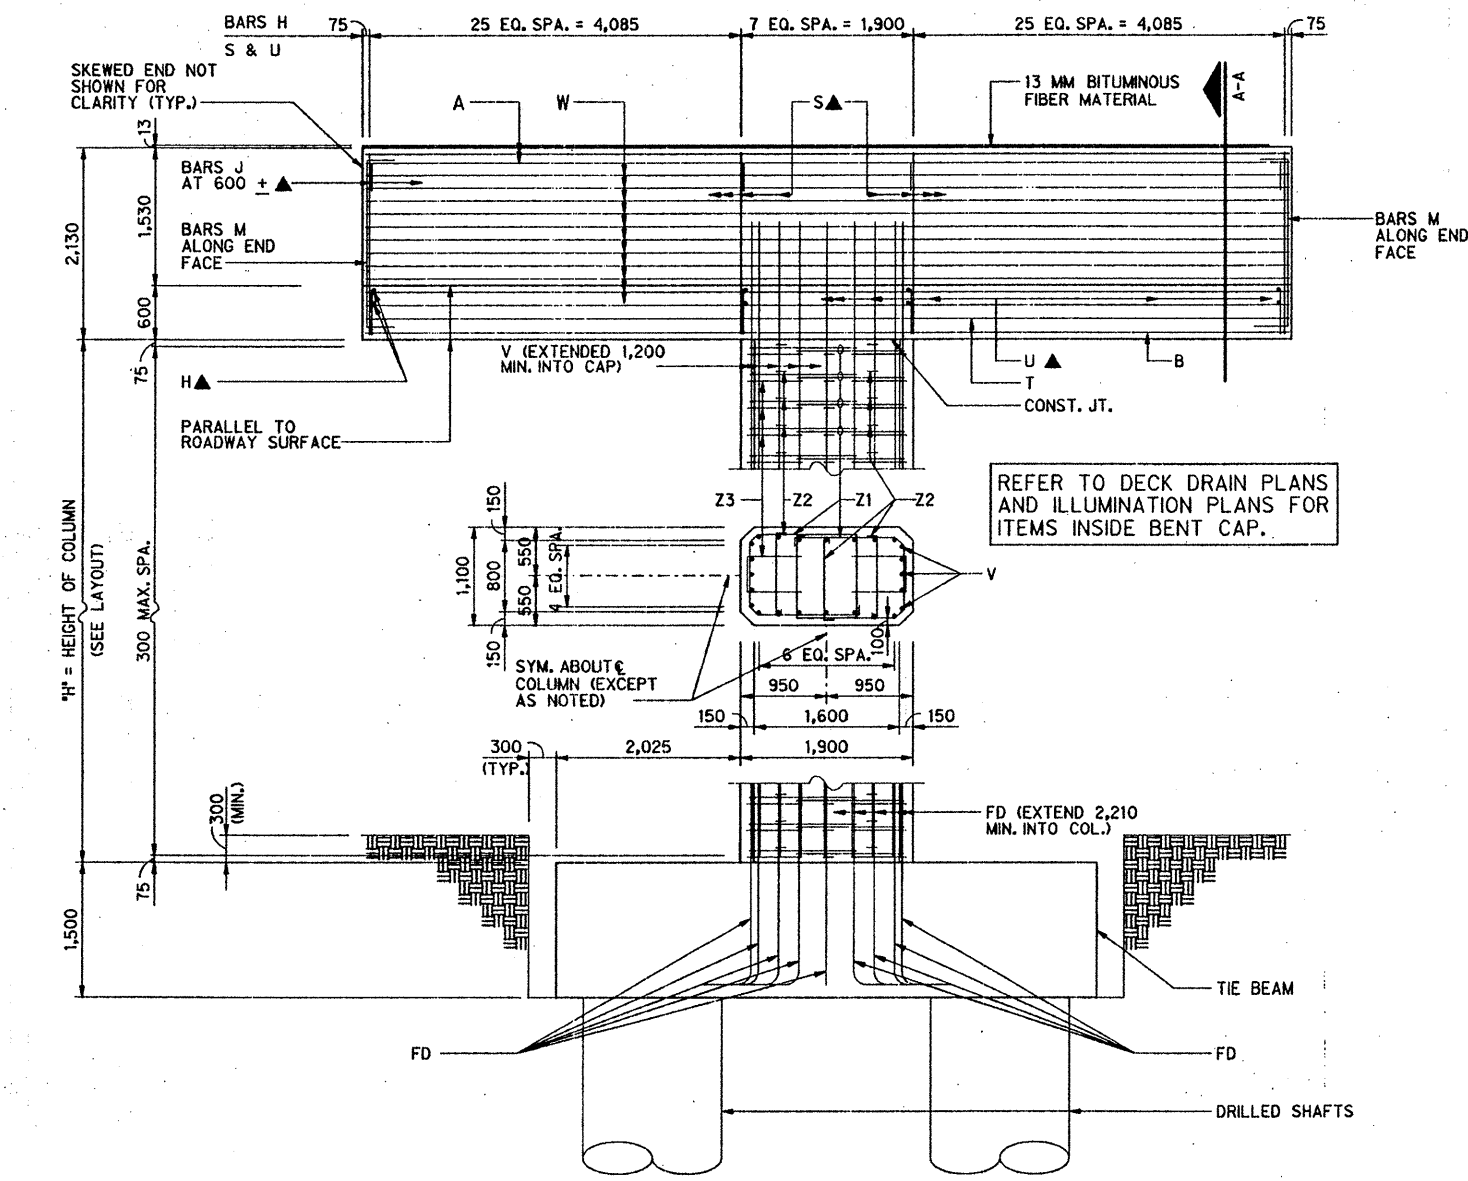 BARS H
S & U
75
25 EQ. SPA. = 4,085
7 EQ. SPA. = 1,900
25 EQ. SPA. = 4,085
75
SKEWED END NOT
SHOWN FOR
CLARITY (TYP.)
A
W
S▲
13 MM BITUMINOUS
FIBER MATERIAL
A-A
13
BARS J
AT 600 ± ▲
2,130
1,530
BARS M
ALONG END
FACE
BARS M
ALONG END
FACE
600
75
V (EXTENDED 1,200
MIN. INTO CAP)
U ▲
B
T
H▲
CONST. JT.
PARALLEL TO
ROADWAY SURFACE
REFER TO DECK DRAIN PLANS
AND ILLUMINATION PLANS FOR
ITEMS INSIDE BENT CAP.
Z3
Z2
Z1
Z2
150
1,100
800
550
550
4 EQ. SPA.
150
V
100
"H" = HEIGHT OF COLUMN
(SEE LAYOUT)
300 MAX. SPA.
SYM. ABOUT ℄
COLUMN (EXCEPT
AS NOTED)
6 EQ. SPA.
950
950
150
1,600
150
300
(TYP.)
2,025
1,900
300
(MIN.)
FD (EXTEND 2,210
MIN. INTO COL.)
75
1,500
TIE BEAM
FD
FD
DRILLED SHAFTS